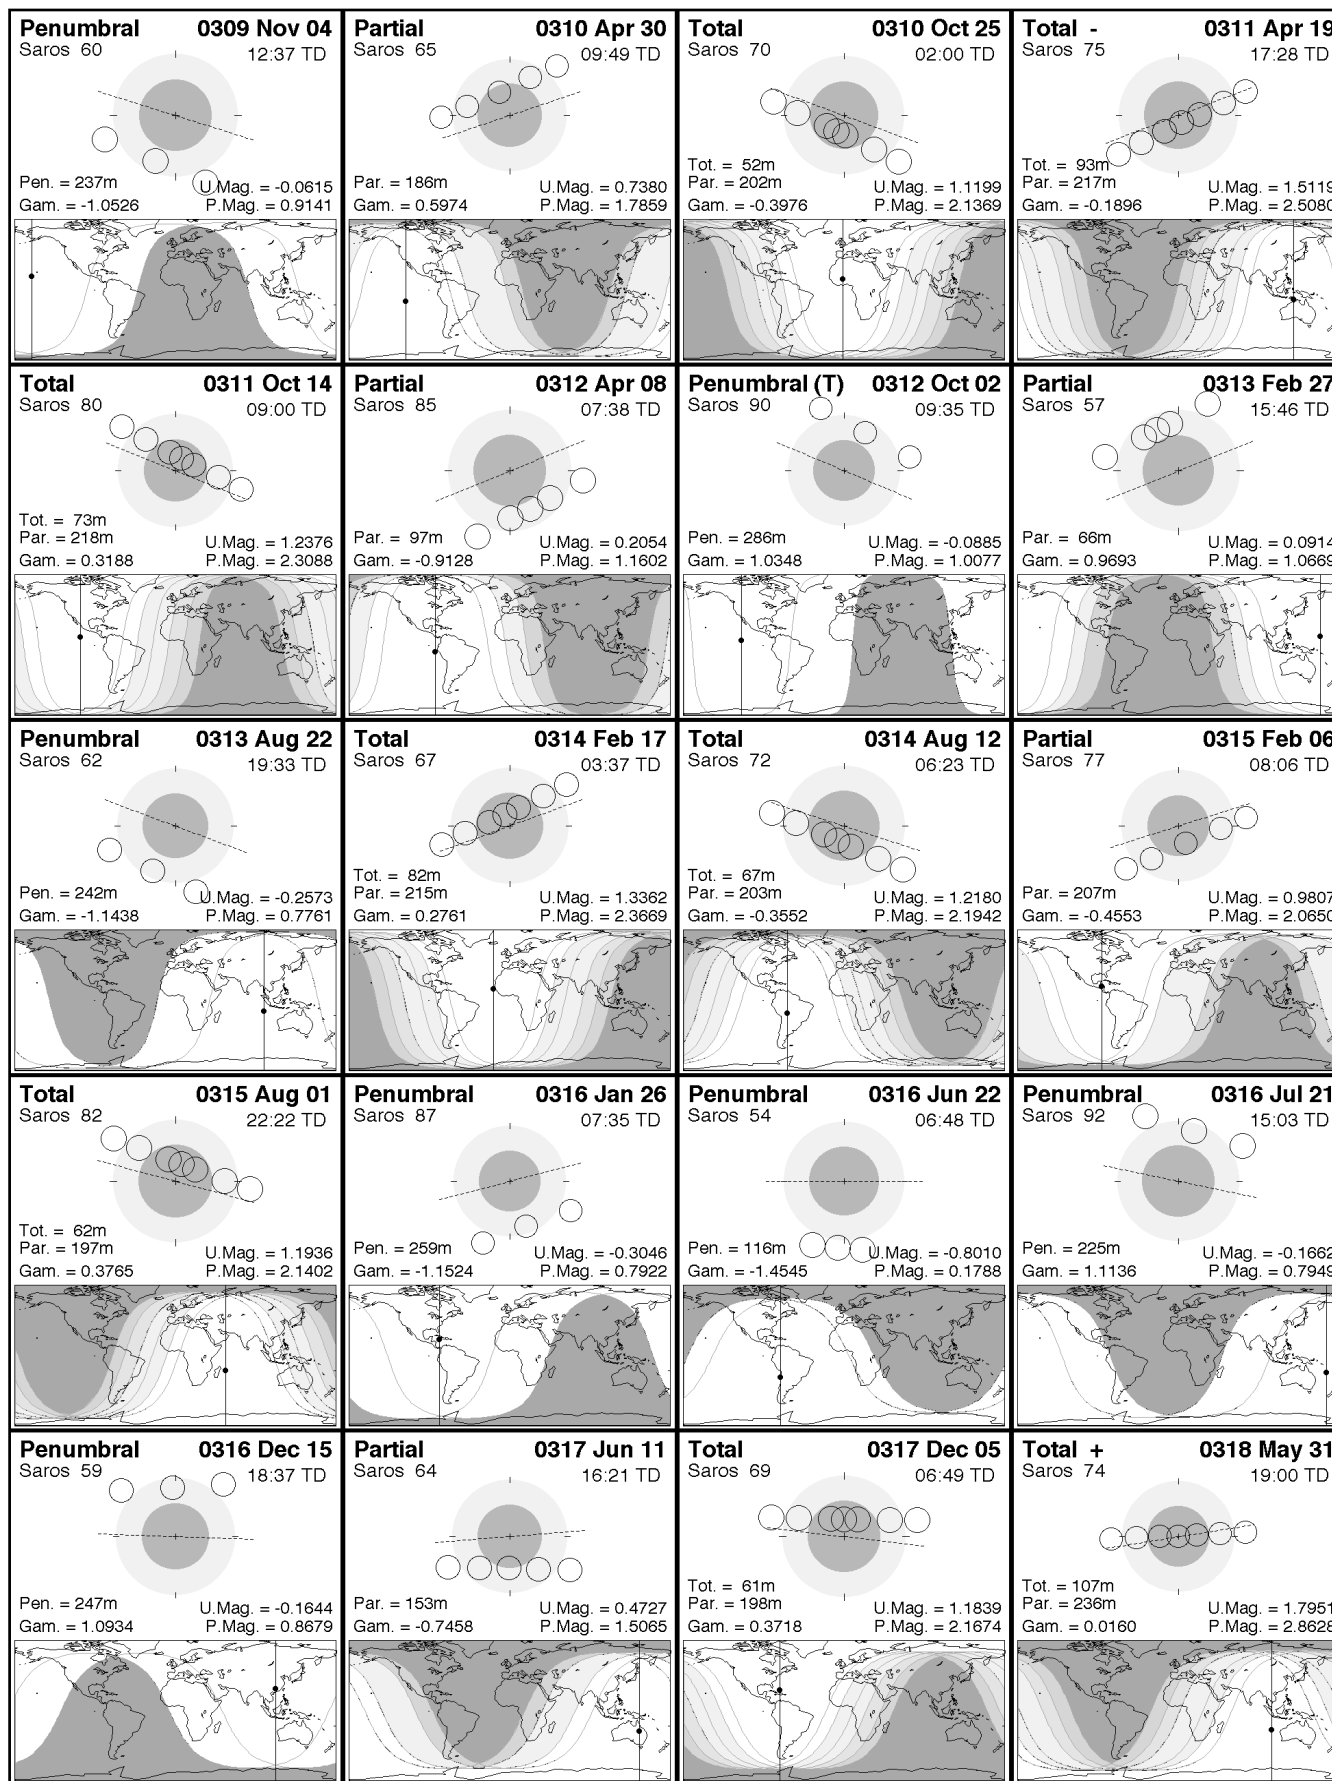 Penumbral 0309 Nov 04
Saros 60 12:37 TD
Pen. = 237m U.Mag. = -0.0615
Gam. = -1.0526 P.Mag. = 0.9141
Partial 0310 Apr 30
Saros 65 09:49 TD
Par. = 186m U.Mag. = 0.7380
Gam. = 0.5974 P.Mag. = 1.7859
Total 0310 Oct 25
Saros 70 02:00 TD
Tot. = 52m
Par. = 202m U.Mag. = 1.1199
Gam. = -0.3976 P.Mag. = 2.1369
Total - 0311 Apr 19
Saros 75 17:28 TD
Tot. = 93m
Par. = 217m U.Mag. = 1.5119
Gam. = -0.1896 P.Mag. = 2.5080
Total 0311 Oct 14
Saros 80 09:00 TD
Tot. = 73m
Par. = 218m U.Mag. = 1.2376
Gam. = 0.3188 P.Mag. = 2.3088
Partial 0312 Apr 08
Saros 85 07:38 TD
Par. = 97m U.Mag. = 0.2054
Gam. = -0.9128 P.Mag. = 1.1602
Penumbral (T) 0312 Oct 02
Saros 90 09:35 TD
Pen. = 286m U.Mag. = -0.0885
Gam. = 1.0348 P.Mag. = 1.0077
Partial 0313 Feb 27
Saros 57 15:46 TD
Par. = 66m U.Mag. = 0.0914
Gam. = 0.9693 P.Mag. = 1.0669
Penumbral 0313 Aug 22
Saros 62 19:33 TD
Pen. = 242m U.Mag. = -0.2573
Gam. = -1.1438 P.Mag. = 0.7761
Total 0314 Feb 17
Saros 67 03:37 TD
Tot. = 82m
Par. = 215m U.Mag. = 1.3362
Gam. = 0.2761 P.Mag. = 2.3669
Total 0314 Aug 12
Saros 72 06:23 TD
Tot. = 67m
Par. = 203m U.Mag. = 1.2180
Gam. = -0.3552 P.Mag. = 2.1942
Partial 0315 Feb 06
Saros 77 08:06 TD
Par. = 207m U.Mag. = 0.9807
Gam. = -0.4553 P.Mag. = 2.0650
Total 0315 Aug 01
Saros 82 22:22 TD
Tot. = 62m
Par. = 197m U.Mag. = 1.1936
Gam. = 0.3765 P.Mag. = 2.1402
Penumbral 0316 Jan 26
Saros 87 07:35 TD
Pen. = 259m U.Mag. = -0.3046
Gam. = -1.1524 P.Mag. = 0.7922
Penumbral 0316 Jun 22
Saros 54 06:48 TD
Pen. = 116m U.Mag. = -0.8010
Gam. = -1.4545 P.Mag. = 0.1788
Penumbral 0316 Jul 21
Saros 92 15:03 TD
Pen. = 225m U.Mag. = -0.1662
Gam. = 1.1136 P.Mag. = 0.7949
Penumbral 0316 Dec 15
Saros 59 18:37 TD
Pen. = 247m U.Mag. = -0.1644
Gam. = 1.0934 P.Mag. = 0.8679
Partial 0317 Jun 11
Saros 64 16:21 TD
Par. = 153m U.Mag. = 0.4727
Gam. = -0.7458 P.Mag. = 1.5065
Total 0317 Dec 05
Saros 69 06:49 TD
Tot. = 61m
Par. = 198m U.Mag. = 1.1839
Gam. = 0.3718 P.Mag. = 2.1674
Total + 0318 May 31
Saros 74 19:00 TD
Tot. = 107m
Par. = 236m U.Mag. = 1.7951
Gam. = 0.0160 P.Mag. = 2.8628